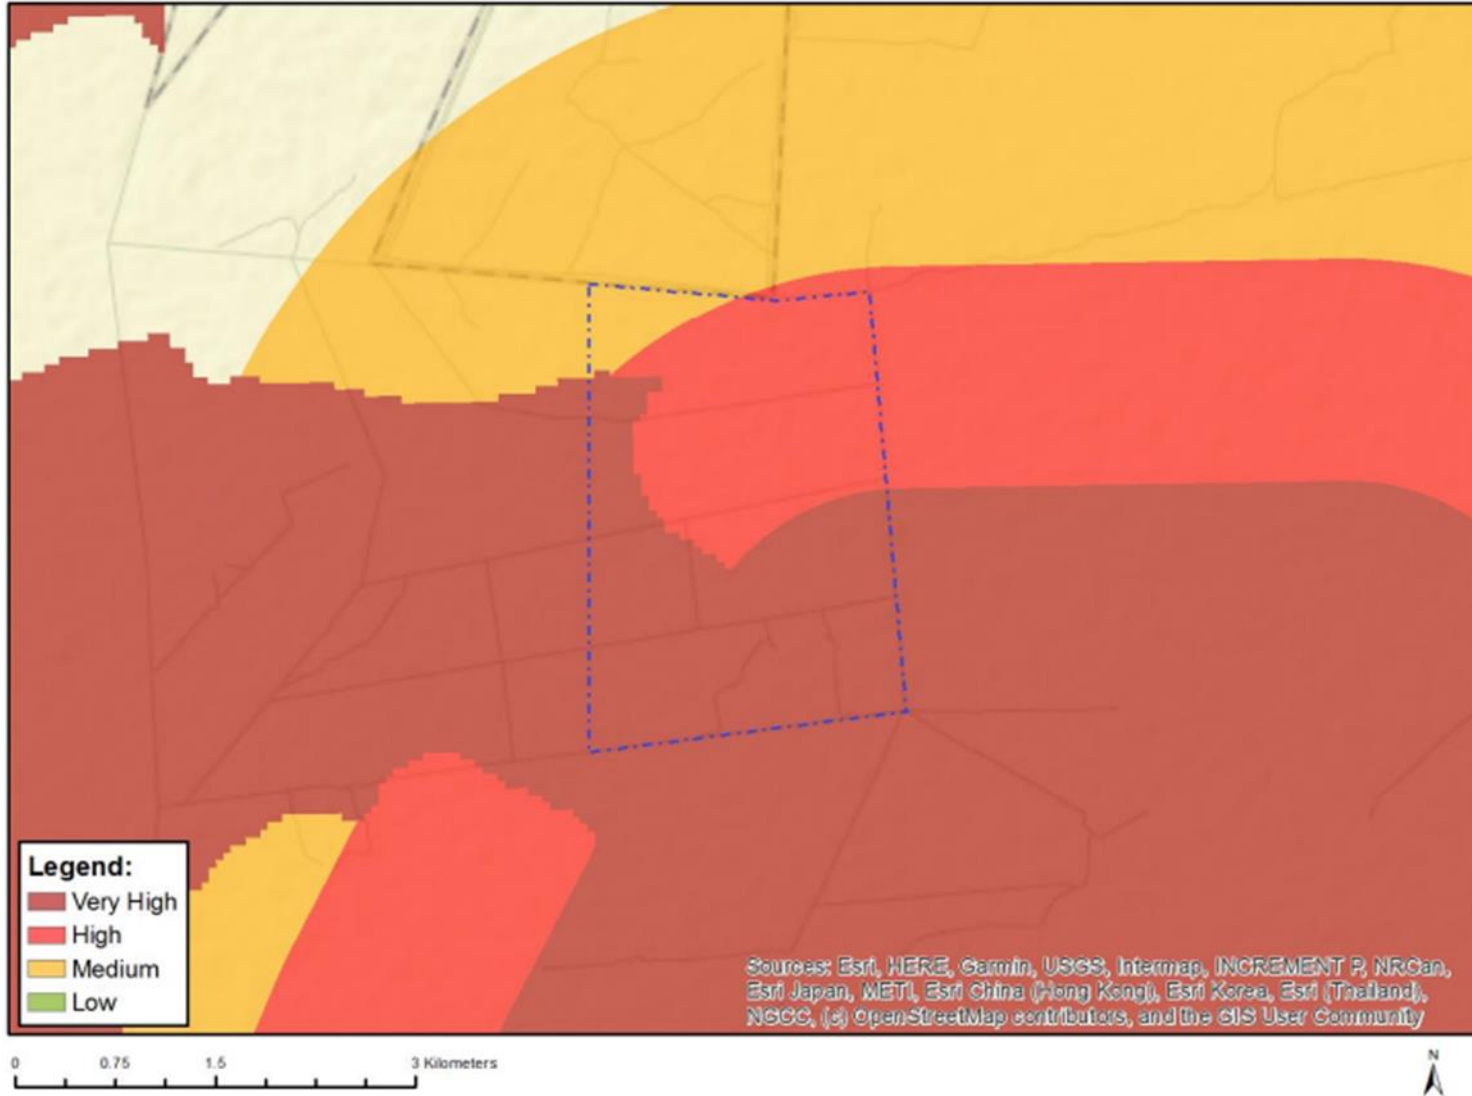 Legend:
Very High
High
Medium
Low
Sources: Esri, HERE, Garmin, USGS, Intermap, INCREMENT P, NRCan,
Esri Japan, METI, Esri China (Hong Kong), Esri Korea, Esri (Thailand),
NGCC, (c) OpenStreetMap contributors, and the GIS User Community
0 0.75 1.5 3 Kilometers
N